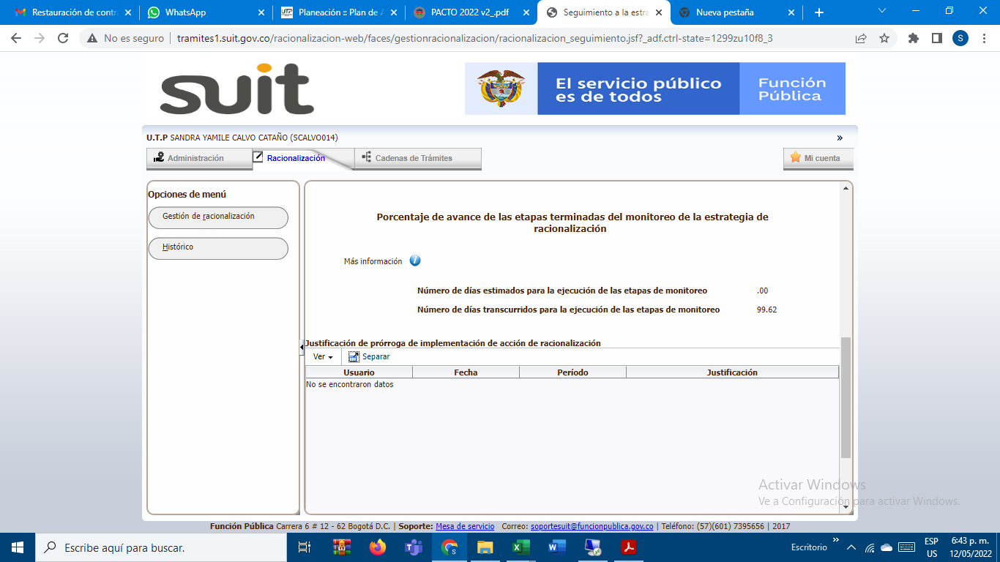 Restauración de contr
WhatsApp
UTP Planeación :: Plan de A
PACTO 2022 v2_.pdf
Seguimiento a la estra
Nueva pestaña
No es seguro
tramites1.suit.gov.co/racionalizacion-web/faces/gestionracionalizacion/racionalizacion_seguimiento.jsf?_adf.ctrl-state=1299zu10f8_3
S
suit
El servicio público
es de todos
Función
Pública
U.T.P SANDRA YAMILE CALVO CATAÑO (SCALVO014)
»
Administración
Racionalización
Cadenas de Trámites
Mi cuenta
Opciones de menú
Gestión de racionalización
Histórico
Porcentaje de avance de las etapas terminadas del monitoreo de la estrategia de
racionalización
Más información
Número de días estimados para la ejecución de las etapas de monitoreo .00
Número de días transcurridos para la ejecución de las etapas de monitoreo 99.62
Justificación de prórroga de implementación de acción de racionalización
Ver
Separar
Usuario Fecha Período Justificación
No se encontraron datos
Activar Windows
Ve a Configuración para activar Windows.
Función Pública Carrera 6 # 12 - 62 Bogotá D.C. | Soporte: Mesa de servicio Correo: soportesuit@funcionpublica.gov.co | Teléfono: (57)(601) 7395656 | 2017
Escribe aquí para buscar.
Escritorio »
ESP
US
6:43 p. m.
12/05/2022